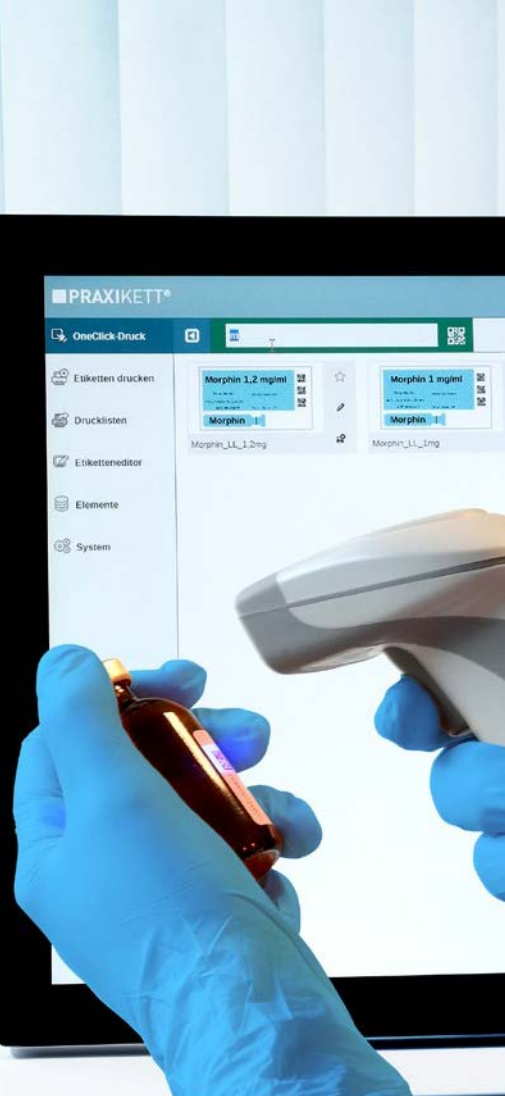 PRAXIKETT®
OneClick-Druck
m
Etiketten drucken
Drucklisten
Etiketteneditor
Elemente
System
Morphin 1,2 mg/ml
Morphin
Morphin_LL_1,2mg
Morphin 1 mg/ml
Morphin
Morphin_LL_1mg